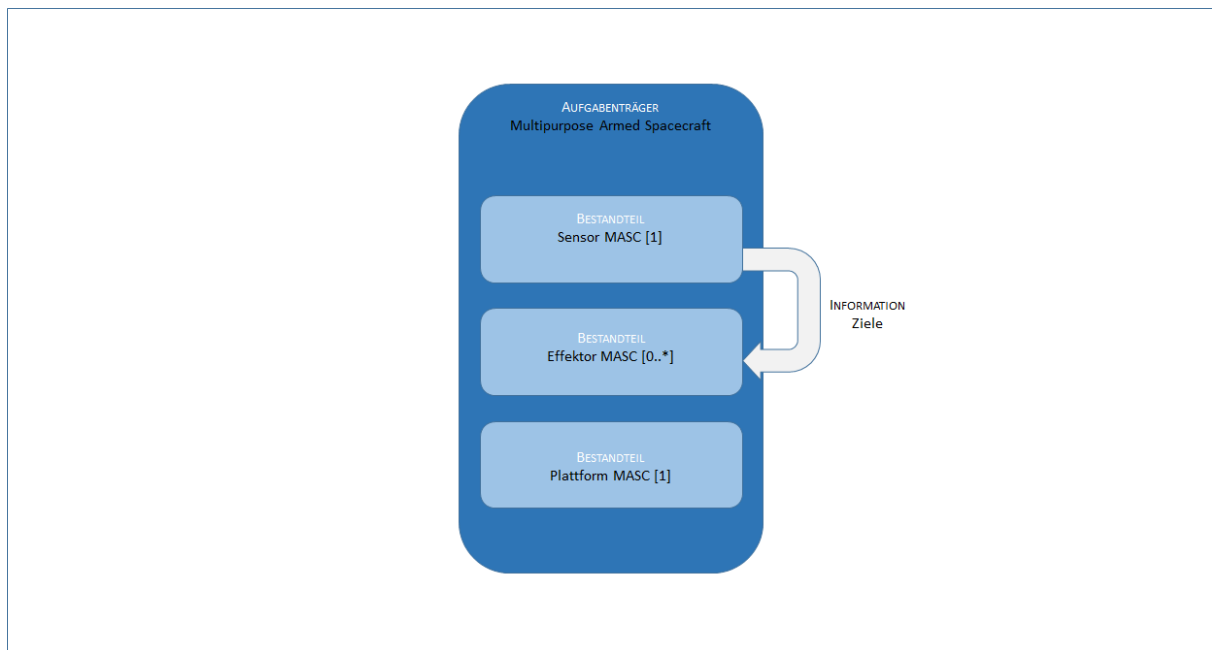 AUFGABENTRÄGER
Multipurpose Armed Spacecraft
BESTANDTEIL
Sensor MASC [1]
INFORMATION
Ziele
BESTANDTEIL
Effektor MASC [0..*]
BESTANDTEIL
Plattform MASC [1]